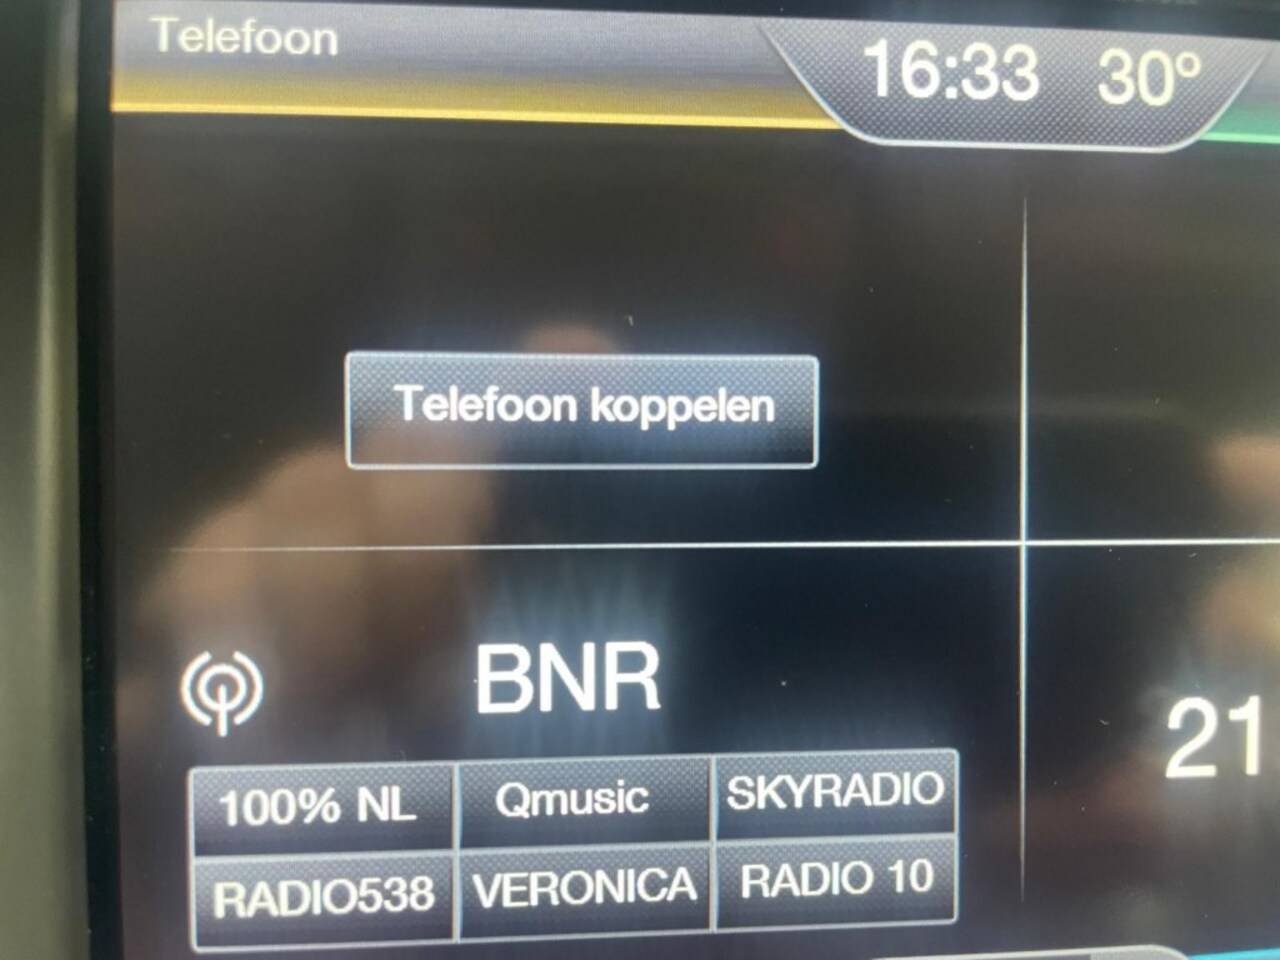 Telefoon
16:33 30°
Telefoon koppelen
BNR
21
100% NL Qmusic SKYRADIO
RADIO538 VERONICA RADIO 10